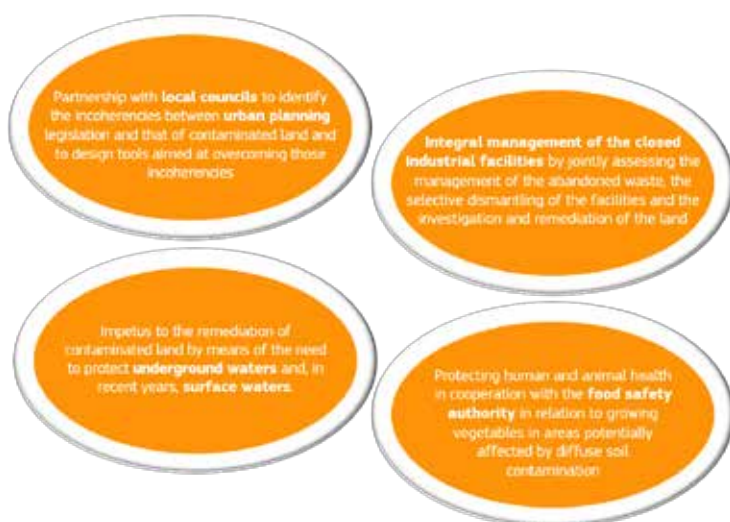 Partnership with local councils to identify
the incoherencies between urban planning
legislation and that of contaminated land and
to design tools aimed at overcoming those
incoherencies
Integral management of the closed
industrial facilities by jointly assessing the
management of the abandoned waste, the
selective dismantling of the facilities and the
investigation and remediation of the land
Impetus to the remediation of
contaminated land by means of the need
to protect underground waters and, in
recent years, surface waters.
Protecting human and animal health
in cooperation with the food safety
authority in relation to growing
vegetables in areas potentially
affected by diffuse soil
contamination